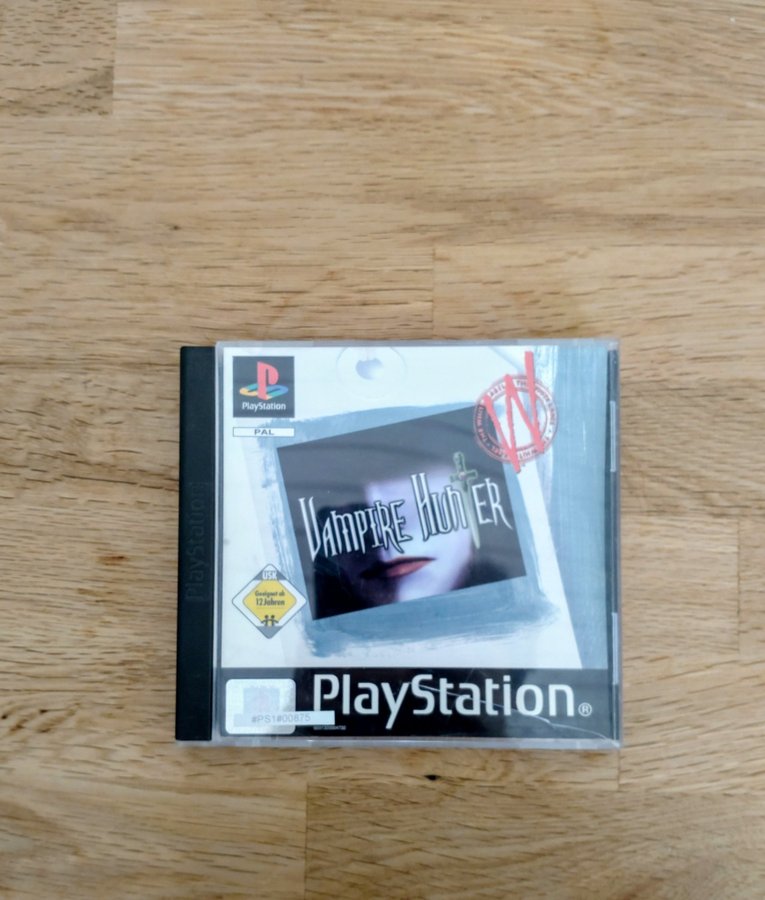 PlayStation
PAL
VAMPIRE HUNTER
USK
Geeignet ab
12 Jahren
PlayStation
PlayStation®
#PS1#00875